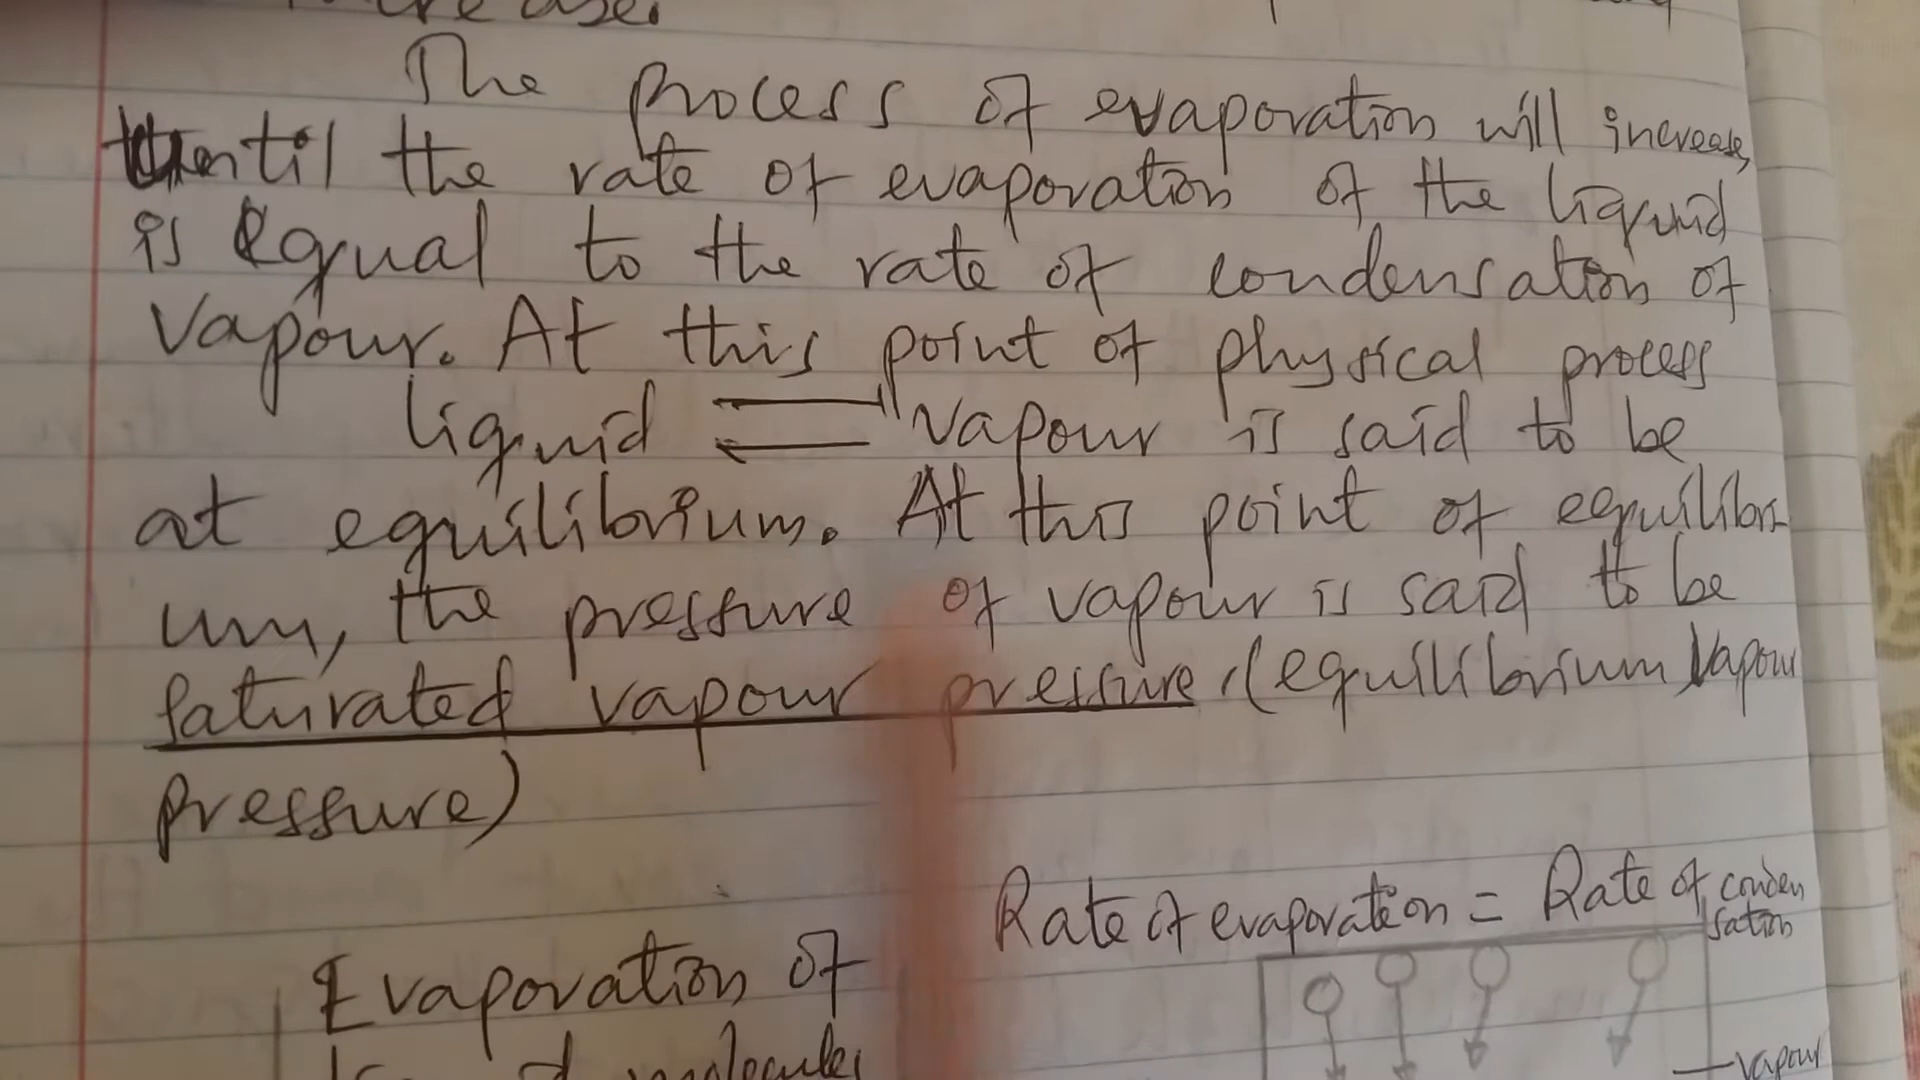 increase.
The process of evaporation will increase,
until the rate of evaporation of the liquid
is equal to the rate of condensation of
vapour. At this point of physical process
liquid ⇌ vapour is said to be
at equilibrium. At this point of equilibri-
um, the pressure of vapour is said to be
saturated vapour pressure. (equilibrium vapour
pressure)
Rate of evaporation = Rate of conden
sation
Evaporation of
molecules
vapour